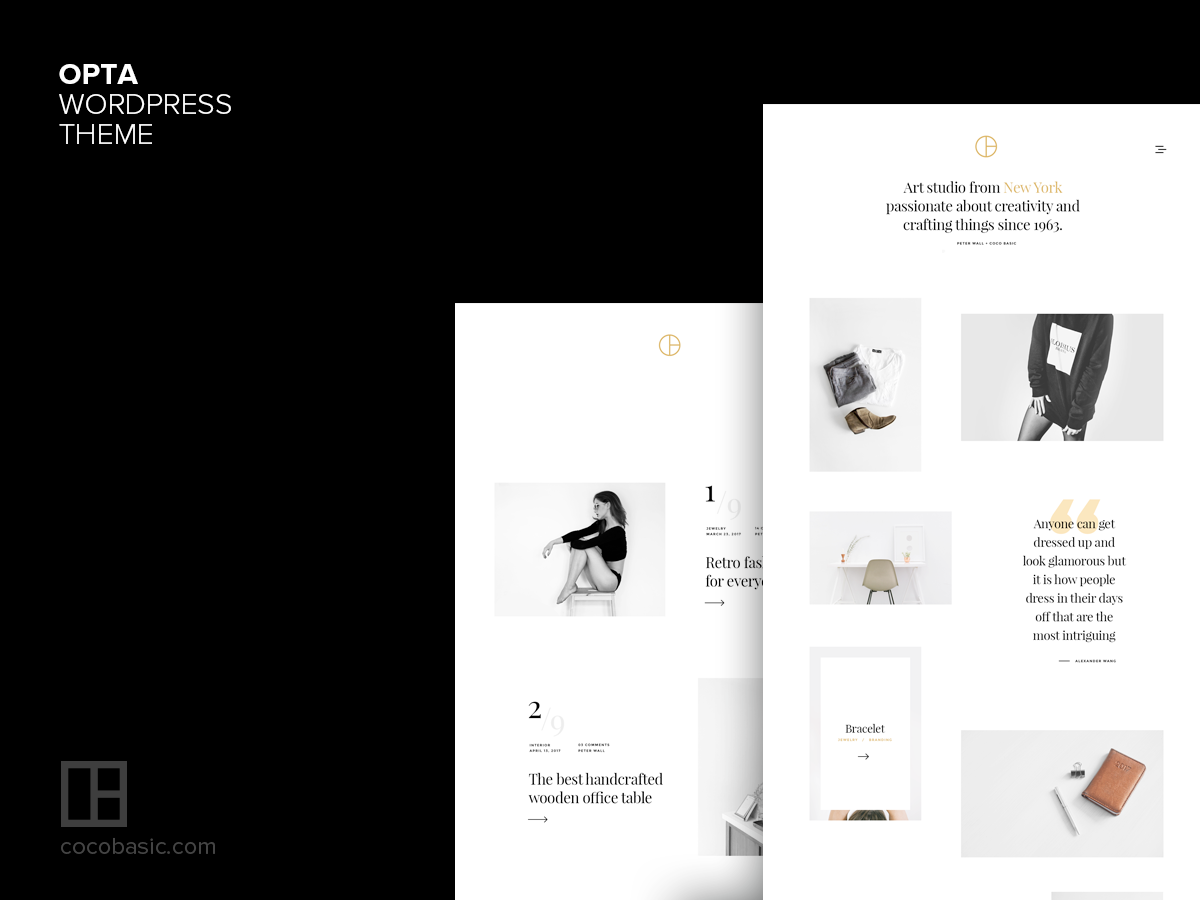 OPTA
WORDPRESS
THEME
Art studio from New York
passionate about creativity and
crafting things since 1963.
PETER WALL • COCO BASIC
Anyone can get
dressed up and
look glamorous but
it is how people
dress in their days
off that are the
most intriguing
ALEXANDER WANG
Bracelet
JEWELRY / BRANDING
1/9
JEWELRY
MARCH 23, 2017
Retro fas
for everyo
2/9
INTERIOR
APRIL 13, 2017
03 COMMENTS
PETER WALL
The best handcrafted
wooden office table
cocobasic.com